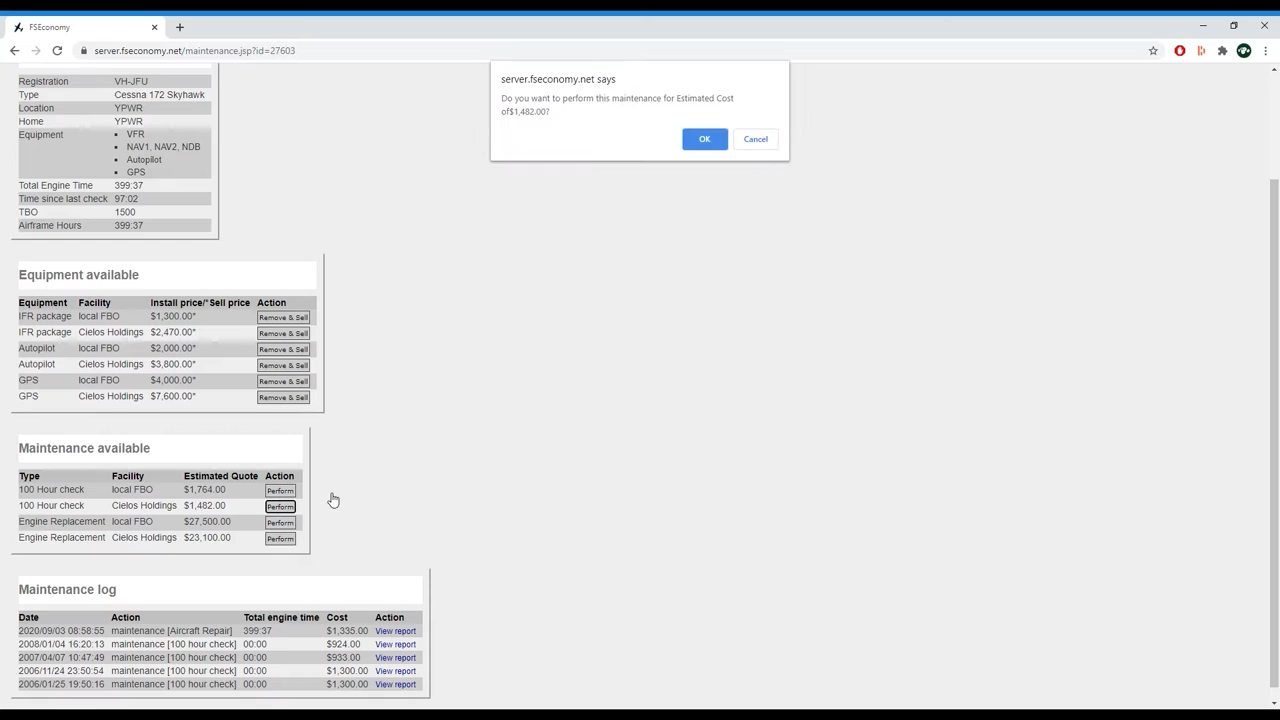 FSEconomy
server.fseconomy.net/maintenance.jsp?id=27603
server.fseconomy.net says
Do you want to perform this maintenance for Estimated Cost
of$1,482.00?
OK Cancel
Registration VH-JFU
Type Cessna 172 Skyhawk
Location YPWR
Home YPWR
Equipment • VFR
• NAV1, NAV2, NDB
• Autopilot
• GPS
Total Engine Time 399:37
Time since last check 97:02
TBO 1500
Airframe Hours 399:37
Equipment available
Equipment Facility Install price/*Sell price Action
IFR package local FBO $1,300.00* Remove & Sell
IFR package Cielos Holdings $2,470.00* Remove & Sell
Autopilot local FBO $2,000.00* Remove & Sell
Autopilot Cielos Holdings $3,800.00* Remove & Sell
GPS local FBO $4,000.00* Remove & Sell
GPS Cielos Holdings $7,600.00* Remove & Sell
Maintenance available
Type Facility Estimated Quote Action
100 Hour check local FBO $1,764.00 Perform
100 Hour check Cielos Holdings $1,482.00 Perform
Engine Replacement local FBO $27,500.00 Perform
Engine Replacement Cielos Holdings $23,100.00 Perform
Maintenance log
Date Action Total engine time Cost Action
2020/09/03 08:58:55 maintenance [Aircraft Repair] 399:37 $1,335.00 View report
2008/01/04 16:20:13 maintenance [100 hour check] 00:00 $924.00 View report
2007/04/07 10:47:49 maintenance [100 hour check] 00:00 $933.00 View report
2006/11/24 23:50:54 maintenance [100 hour check] 00:00 $1,300.00 View report
2006/01/25 19:50:16 maintenance [100 hour check] 00:00 $1,300.00 View report